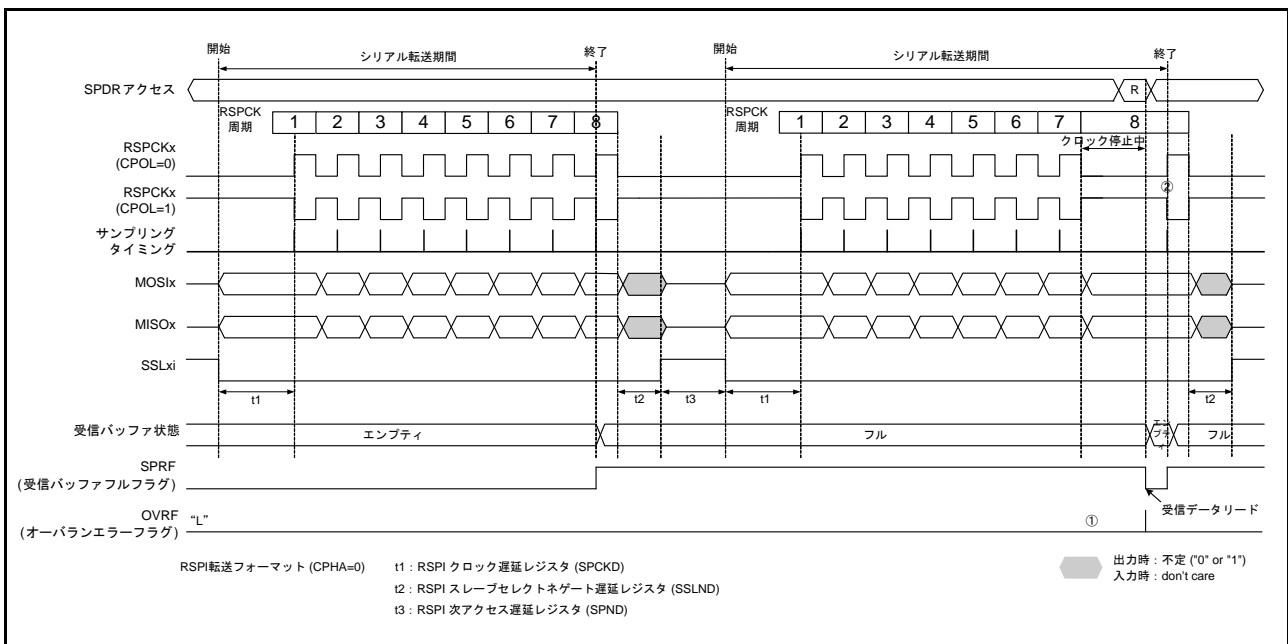 開始 シリアル転送期間 終了 開始 シリアル転送期間 終了
SPDRアクセス R
RSPCK 周期 1 2 3 4 5 6 7 8 RSPCK 周期 1 2 3 4 5 6 7 8
クロック停止中
RSPCKx
(CPOL=0)
RSPCKx
(CPOL=1)
②
サンプリング
タイミング
MOSIx
MISOx
SSLxi
t1 t2 t3 t1 t2
受信バッファ状態 エンプティ フル エンプティ フル
SPRF
(受信バッファフルフラグ)
受信データリード
OVRF
(オーバランエラーフラグ)
“L”
①
RSPI転送フォーマット (CPHA=0)
t1 : RSPI クロック遅延レジスタ (SPCKD)
t2 : RSPI スレーブセレクトネゲート遅延レジスタ (SSLND)
t3 : RSPI 次アクセス遅延レジスタ (SPND)
出力時 : 不定 ("0" or "1")
入力時 : don't care